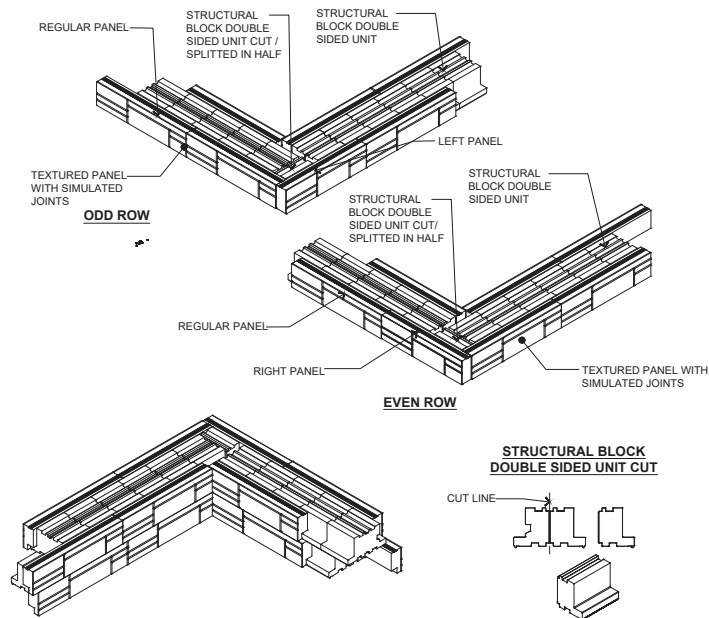 REGULAR PANEL
STRUCTURAL
BLOCK DOUBLE
SIDED UNIT CUT /
SPLITTED IN HALF
STRUCTURAL
BLOCK DOUBLE
SIDED UNIT
LEFT PANEL
TEXTURED PANEL
WITH SIMULATED
JOINTS
ODD ROW
STRUCTURAL
BLOCK DOUBLE
SIDED UNIT CUT/
SPLITTED IN HALF
STRUCTURAL
BLOCK DOUBLE
SIDED UNIT
REGULAR PANEL
RIGHT PANEL
TEXTURED PANEL WITH
SIMULATED JOINTS
EVEN ROW
STRUCTURAL BLOCK
DOUBLE SIDED UNIT CUT
CUT LINE